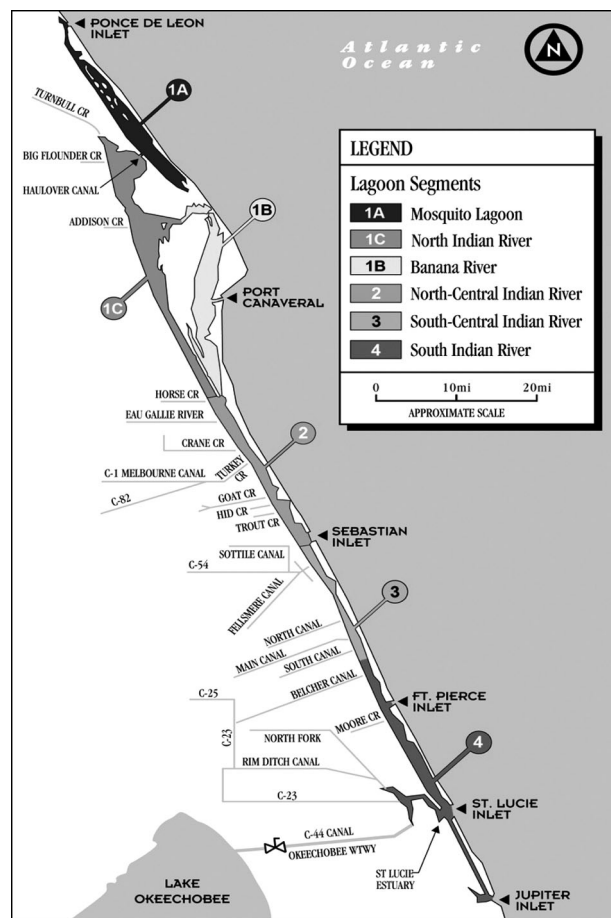 PONCE DE LEON
INLET
Atlantic
Ocean
N
1A
TURNBULL CR
BIG FLOUNDER CR
HAULOVER CANAL
ADDISON CR
1B
1C
PORT
CANAVERAL
LEGEND
Lagoon Segments
1A Mosquito Lagoon
1C North Indian River
1B Banana River
2 North-Central Indian River
3 South-Central Indian River
4 South Indian River
0 10mi 20mi
APPROXIMATE SCALE
HORSE CR
EAU GALLIE RIVER
CRANE CR
2
C-1 MELBOURNE CANAL
TURKEY
CR
C-82
GOAT CR
HID CR
TROUT CR
SEBASTIAN
INLET
SOTTILE CANAL
C-54
FELLSMERE CANAL
3
NORTH CANAL
MAIN CANAL
SOUTH CANAL
BELCHER CANAL
C-25
FT. PIERCE
INLET
MOORE CR
C-23
NORTH FORK
4
RIM DITCH CANAL
C-23
ST. LUCIE
INLET
C-44 CANAL
OKEECHOBEE WTWY
ST LUCIE
ESTUARY
LAKE
OKEECHOBEE
JUPITER
INLET